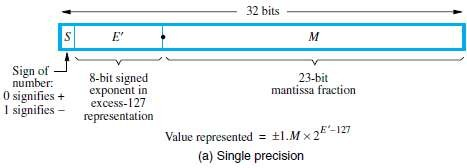 32 bits
S
E′
M
Sign of
number:
0 signifies +
1 signifies −
8-bit signed
exponent in
excess-127
representation
23-bit
mantissa fraction
Value represented = ±1.M × 2^E′−127
(a) Single precision